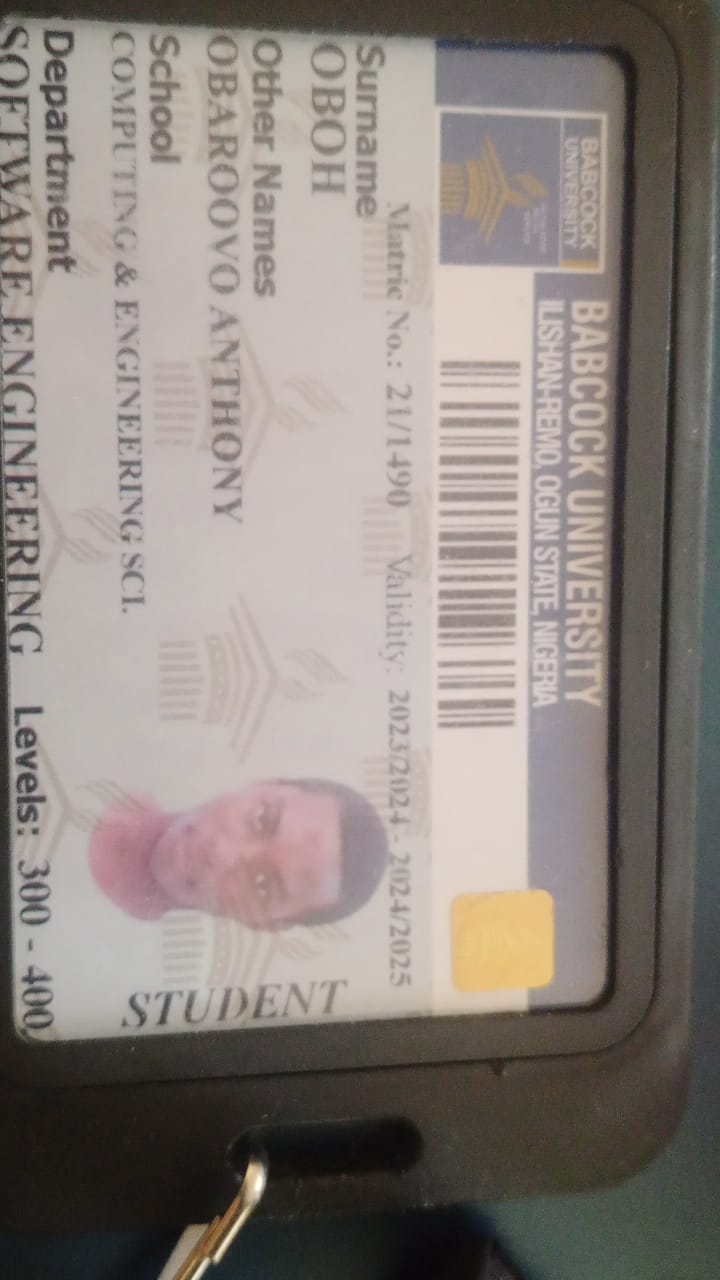 BABCOCK
UNIVERSITY
BABCOCK UNIVERSITY
ILISHAN-REMO, OGUN STATE, NIGERIA
Matric No.: 21/1490 Validity: 2023/2024 - 2024/2025
Surname
OBOH
Other Names
OBAROOVO ANTHONY
School
COMPUTING & ENGINEERING SCI.
Department
SOFTWARE ENGINEERING Levels: 300 - 400
STUDENT